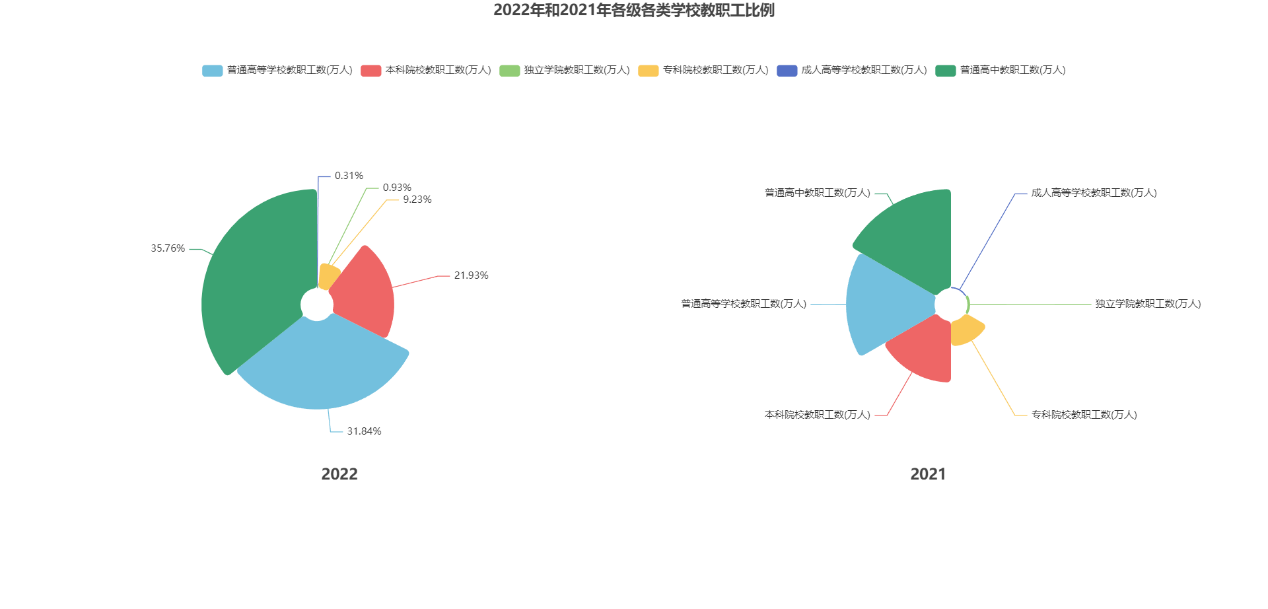 2022年和2021年各级各类学校教职工比例
普通高等学校教职工数(万人) 本科院校教职工数(万人) 独立学院教职工数(万人) 专科院校教职工数(万人) 成人高等学校教职工数(万人) 普通高中教职工数(万人)
0.31%
0.93%
9.23%
35.76%
21.93%
31.84%
2022
普通高中教职工数(万人)
成人高等学校教职工数(万人)
普通高等学校教职工数(万人)
独立学院教职工数(万人)
本科院校教职工数(万人)
专科院校教职工数(万人)
2021